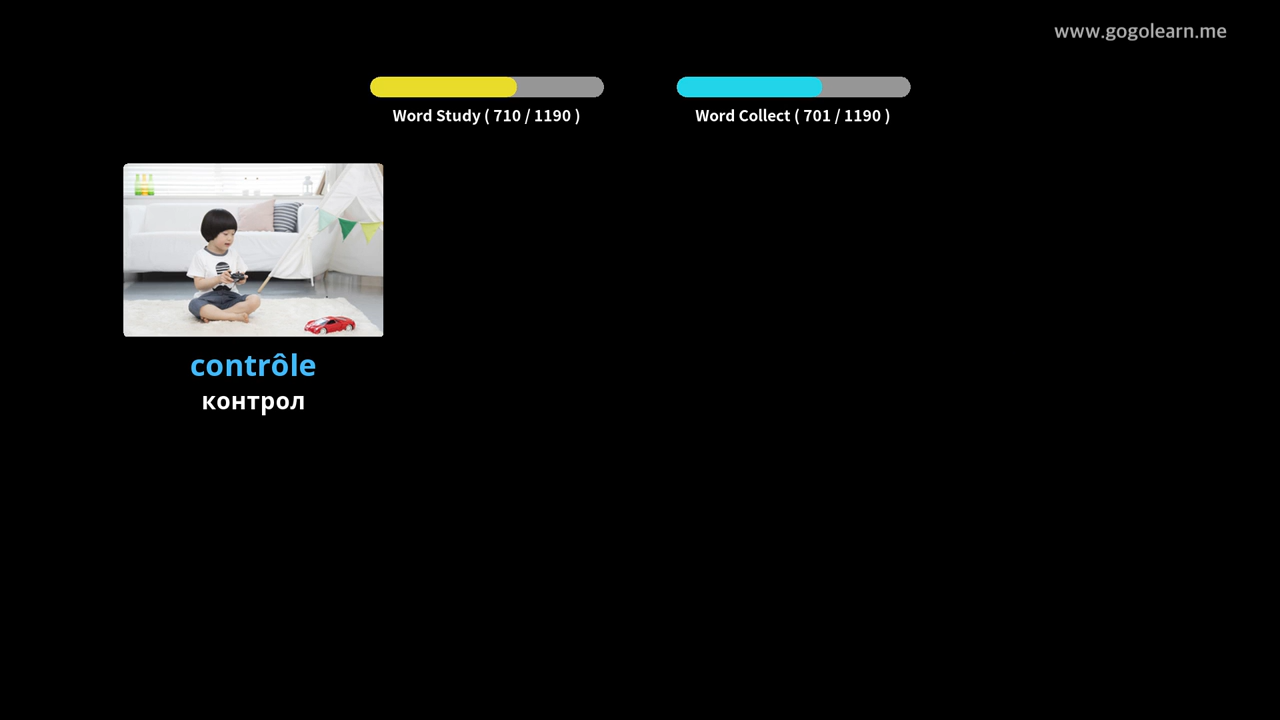 www.gogolearn.me
Word Study ( 710 / 1190 )
Word Collect ( 701 / 1190 )
contrôle
контрол